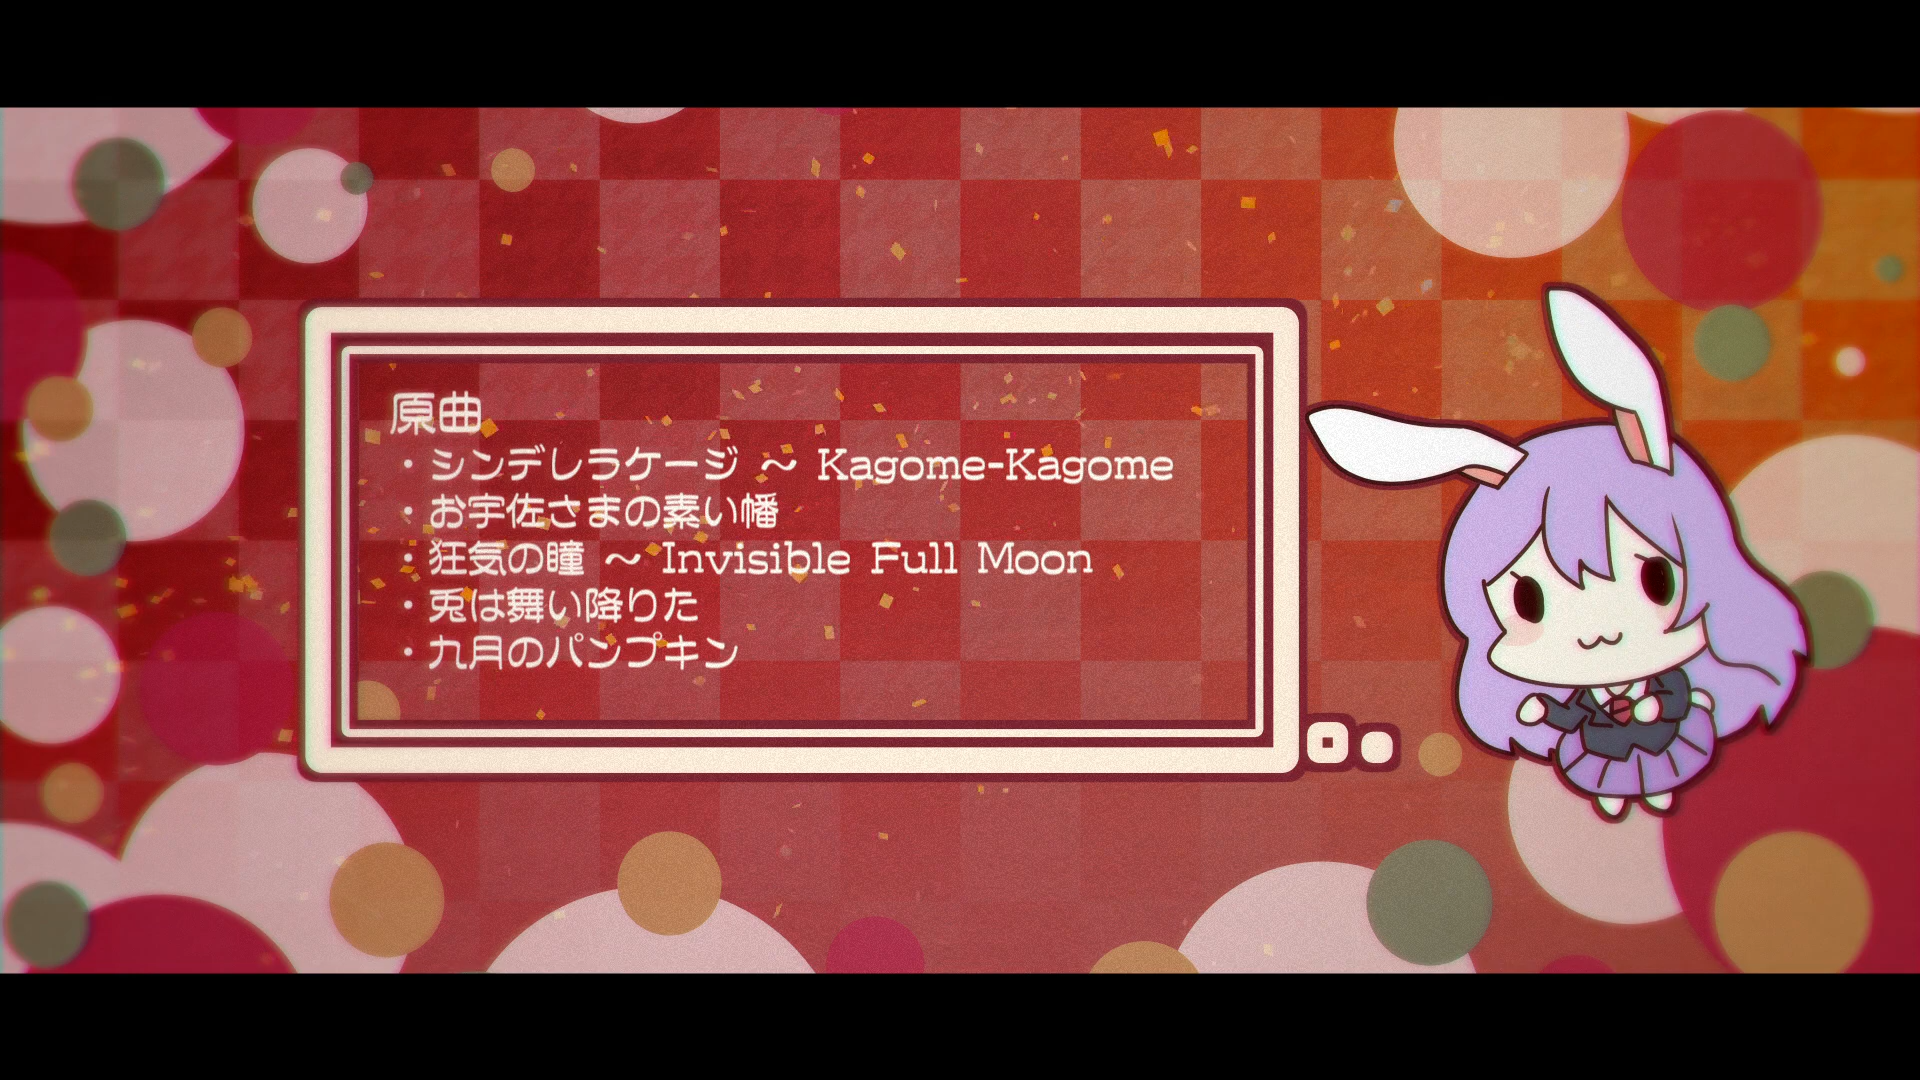 原曲
・シンデレラケージ ～ Kagome-Kagome
・お宇佐さまの素い幡
・狂気の瞳 ～ Invisible Full Moon
・兎は舞い降りた
・九月のパンプキン